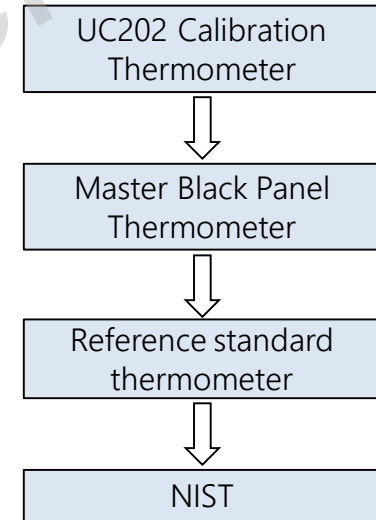 UC202 Calibration
Thermometer
Master Black Panel
Thermometer
Reference standard
thermometer
NIST